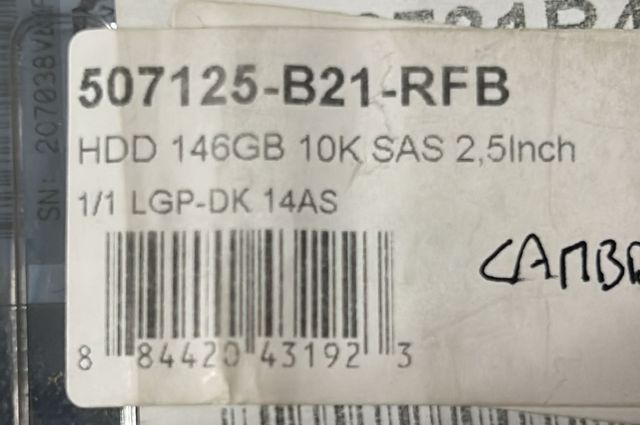 507125-B21-RFB
HDD 146GB 10K SAS 2,5Inch
1/1 LGP-DK 14AS
8 84420 43192 3